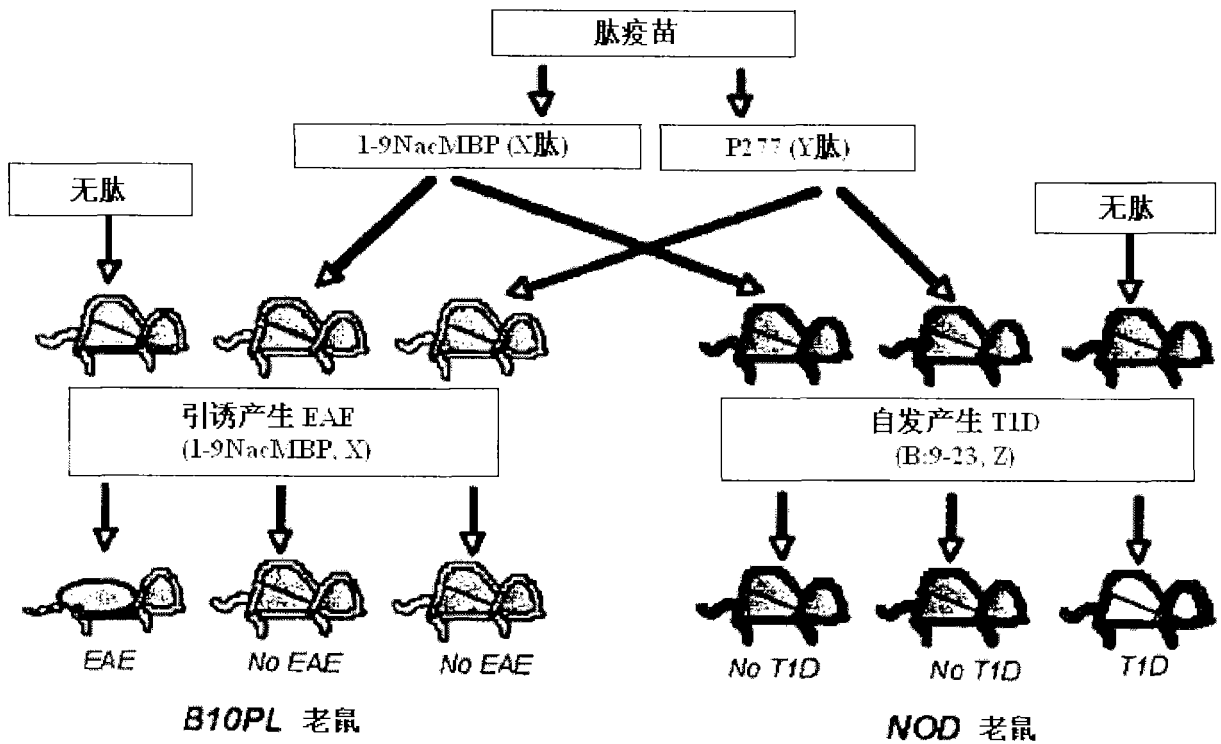 肽疫苗
1-9NacMBP (X肽)
P277 (Y肽)
无肽
无肽
引诱产生 EAE
(1-9NacMBP, X)
自发产生 T1D
(B:9-23, Z)
EAE
No EAE
No EAE
No T1D
No T1D
T1D
B10PL 老鼠
NOD 老鼠